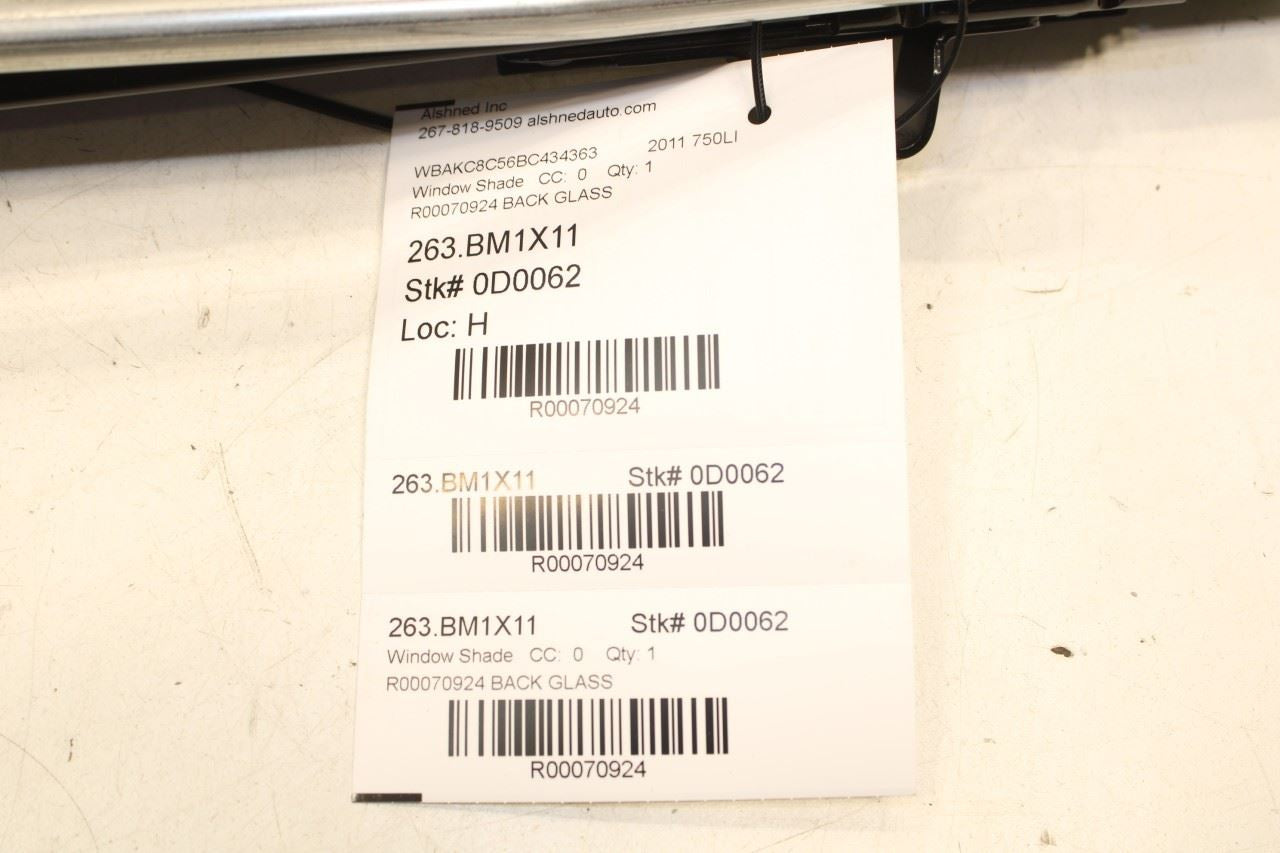 Alshned Inc
267-818-9509 alshnedauto.com
WBAKC8C56BC434363 2011 750LI
Window Shade CC: 0 Qty: 1
R00070924 BACK GLASS
263.BM1X11
Stk# 0D0062
Loc: H
R00070924
263.BM1X11 Stk# 0D0062
R00070924
263.BM1X11 Stk# 0D0062
Window Shade CC: 0 Qty: 1
R00070924 BACK GLASS
R00070924